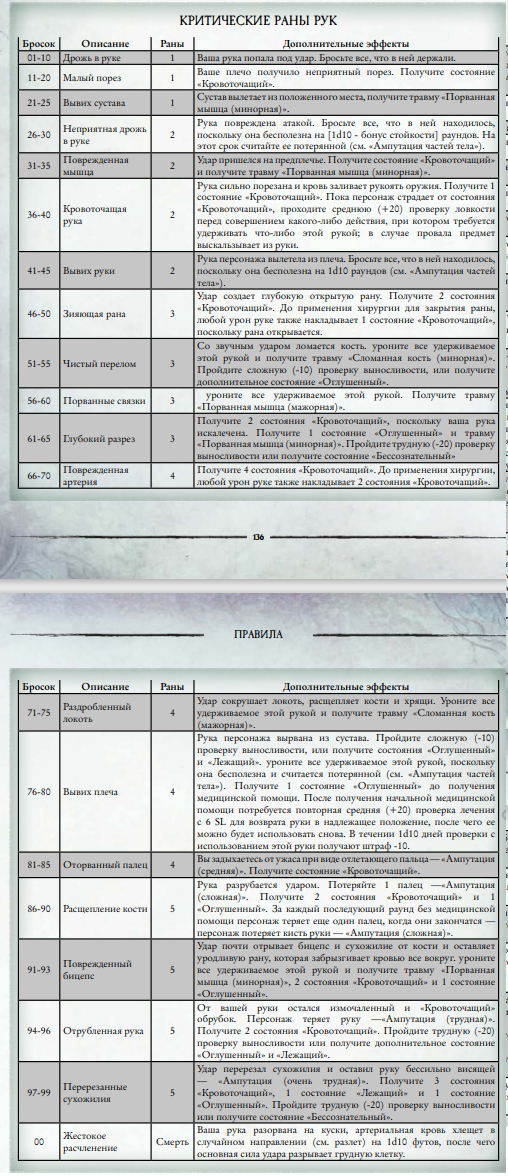 КРИТИЧЕСКИЕ РАНЫ РУК
Бросок Описание Раны Дополнительные эффекты
01-10 Дрожь в руке 1 Ваша рука попала под удар. Бросьте все, что в ней держали.
11-20 Малый порез 1 Ваше плечо получило неприятный порез. Получите состояние
«Кровоточащий».
21-25 Вывих сустава 1 Сустав вылетает из положенного места, получите травму «Порванная
мышца (минорная)».
26-30 Неприятная дрожь
в руке 2 Рука повреждена атакой. Бросьте все, что в ней находилось,
поскольку она бесполезна на [1d10 - бонус стойкости] раундов. На
этот срок считайте ее потерянной (см. «Ампутация частей тела»).
31-35 Поврежденная
мышца 2 Удар пришелся на предплечье. Получите состояние «Кровоточащий»
и получите травму «Порванная мышца (минорная)».
36-40 Кровоточащая
рука 2 Рука сильно порезана и кровь заливает рукоять оружия. Получите 1
состояние «Кровоточащий». Пока персонаж страдает от состояния
«Кровоточащий», проходите среднюю (+20) проверку ловкости
перед совершением какого-либо действия, при котором требуется
удерживать что-либо этой рукой; в случае провала предмет
выскальзывает из руки.
41-45 Вывих руки 2 Рука персонажа вылетела из плеча. Бросьте все, что в ней находилось,
поскольку она бесполезна на 1d10 раундов (см. «Ампутация частей
тела»).
46-50 Зияющая рана 3 Удар создает глубокую открытую рану. Получите 2 состояния
«Кровоточащий». До применения хирургии для закрытия раны,
любой урон руке также накладывает 1 состояние «Кровоточащий»,
поскольку рана открывается.
51-55 Чистый перелом 3 Со звучным ударом ломается кость. уроните все удерживаемое
этой рукой и получите травму «Сломанная кость (минорная)».
Пройдите сложную (-10) проверку выносливости, или получите
дополнительное состояние «Оглушенный».
56-60 Порванные связки 3 уроните все удерживаемое этой рукой. Получите травму
«Порванная мышца (мажорная)».
61-65 Глубокий разрез 3 Получите 2 состояния «Кровоточащий», поскольку ваша рука
искалечена. Получите 1 состояние «Оглушенный» и травму
«Порванная мышца (минорная)». Пройдите трудную (-20) проверку
выносливости или получите состояние «Бессознательный»
66-70 Поврежденная
артерия 4 Получите 4 состояния «Кровоточащий». До применения хирургии,
любой урон руке также накладывает 2 состояния «Кровоточащий».
136
ПРАВИЛА
Бросок Описание Раны Дополнительные эффекты
71-75 Раздробленный
локоть 4 Удар сокрушает локоть, расщепляет кости и хрящи. Уроните все
удерживаемое этой рукой и получите травму «Сломанная кость
(мажорная)».
76-80 Вывих плеча 4 Рука персонажа вырвана из сустава. Пройдите сложную (-10)
проверку выносливости, или получите состояния «Оглушенный»
и «Лежащий». уроните все удерживаемое этой рукой, поскольку
она бесполезна и считается потерянной (см. «Ампутация частей
тела»). Получите 1 состояние «Оглушенный» до получения
медицинской помощи. После получения начальной медицинской
помощи потребуется повторная средняя (+20) проверка лечения
с 6 SL для возврата руки в надлежащее положение, после чего ее
можно будет использовать снова. В течении 1d10 дней проверки с
использованием этой руки получают штраф -10.
81-85 Оторванный палец 4 Вы задыхаетесь от ужаса при виде отлетающего пальца — «Ампутация
(средняя)». Получите состояние «Кровоточащий».
86-90 Расщепление кости 5 Рука разрубается ударом. Потеряйте 1 палец —«Ампутация
(сложная)». Получите 2 состояния «Кровоточащий» и 1
«Оглушенный». За каждый последующий раунд без медицинской
помощи персонаж теряет еще один палец, когда они закончатся —
персонаж потеряет кисть руки — «Ампутация (сложная)».
91-93 Поврежденный
бицепс 5 Удар почти отрывает бицепс и сухожилие от кости и оставляет
уродливую рану, которая забрызгивает кровью все вокруг. уроните
все удерживаемое этой рукой и получите травму «Порванная
мышца (минорная)», 2 состояния «Кровоточащий» и 1 состояние
«Оглушенный».
94-96 Отрубленная рука 5 От вашей руки остался измочаленный и «Кровоточащий»
обрубок. Персонаж теряет руку —«Ампутация (трудная)».
Получите 2 состояния «Кровоточащий». Пройдите трудную (-20)
проверку выносливости или получите дополнительное состояние
«Оглушенный» и «Лежащий».
97-99 Перерезанные
сухожилия 5 Удар перерезал сухожилия и оставил руку бессильно висящей
— «Ампутация (очень трудная)». Получите 3 состояния
«Кровоточащий», 1 состояние «Лежащий» и 1 состояние
«Оглушенный». Пройдите трудную (-20) проверку выносливости
или получите состояние «Бессознательный».
00 Жестокое
расчленение Смерть Ваша рука разорвана на куски, артериальная кровь хлещет в
случайном направлении (см. разлет) на 1d10 футов, после чего
основная сила удара разрывает грудную клетку.